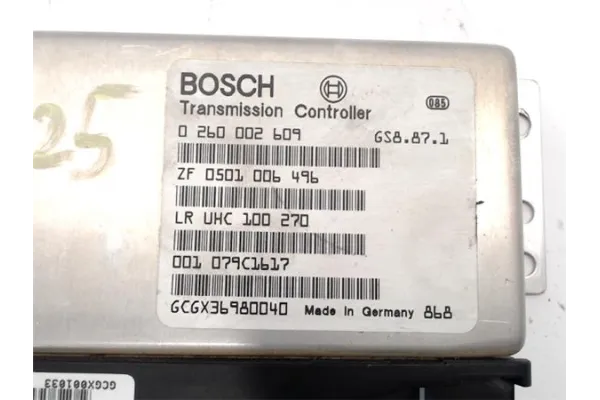 BOSCH
Transmission Controller
085
0 260 002 609 GS8.87.1
ZF 0501 006 496
LR UHC 100 270
001 079C1617
GCGX36980040 Made in Germany 868
25
GCGX001033